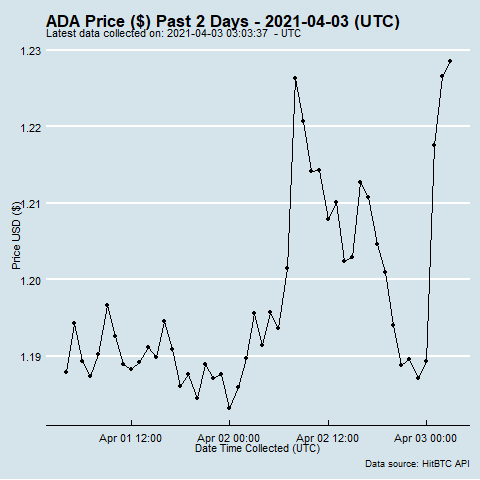 ADA Price ($) Past 2 Days - 2021-04-03 (UTC)
Latest data collected on: 2021-04-03 03:03:37 - UTC
1.23
1.22
1.21
1.20
1.19
Price USD ($)
Apr 01 12:00
Apr 02 00:00
Apr 02 12:00
Apr 03 00:00
Date Time Collected (UTC)
Data source: HitBTC API